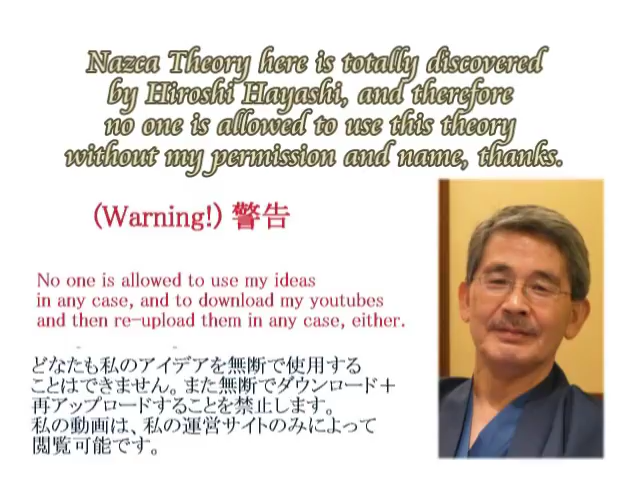 Nazca Theory here is totally discovered
by Hiroshi Hayashi, and therefore
no one is allowed to use this theory
without my permission and name, thanks.
(Warning!) 警告
No one is allowed to use my ideas
in any case, and to download my youtubes
and then re-upload them in any case, either.
どなたも私のアイデアを無断で使用する
ことはできません。また無断でダウンロード＋
再アップロードすることを禁止します。
私の動画は、私の運営サイトのみによって
閲覧可能です。